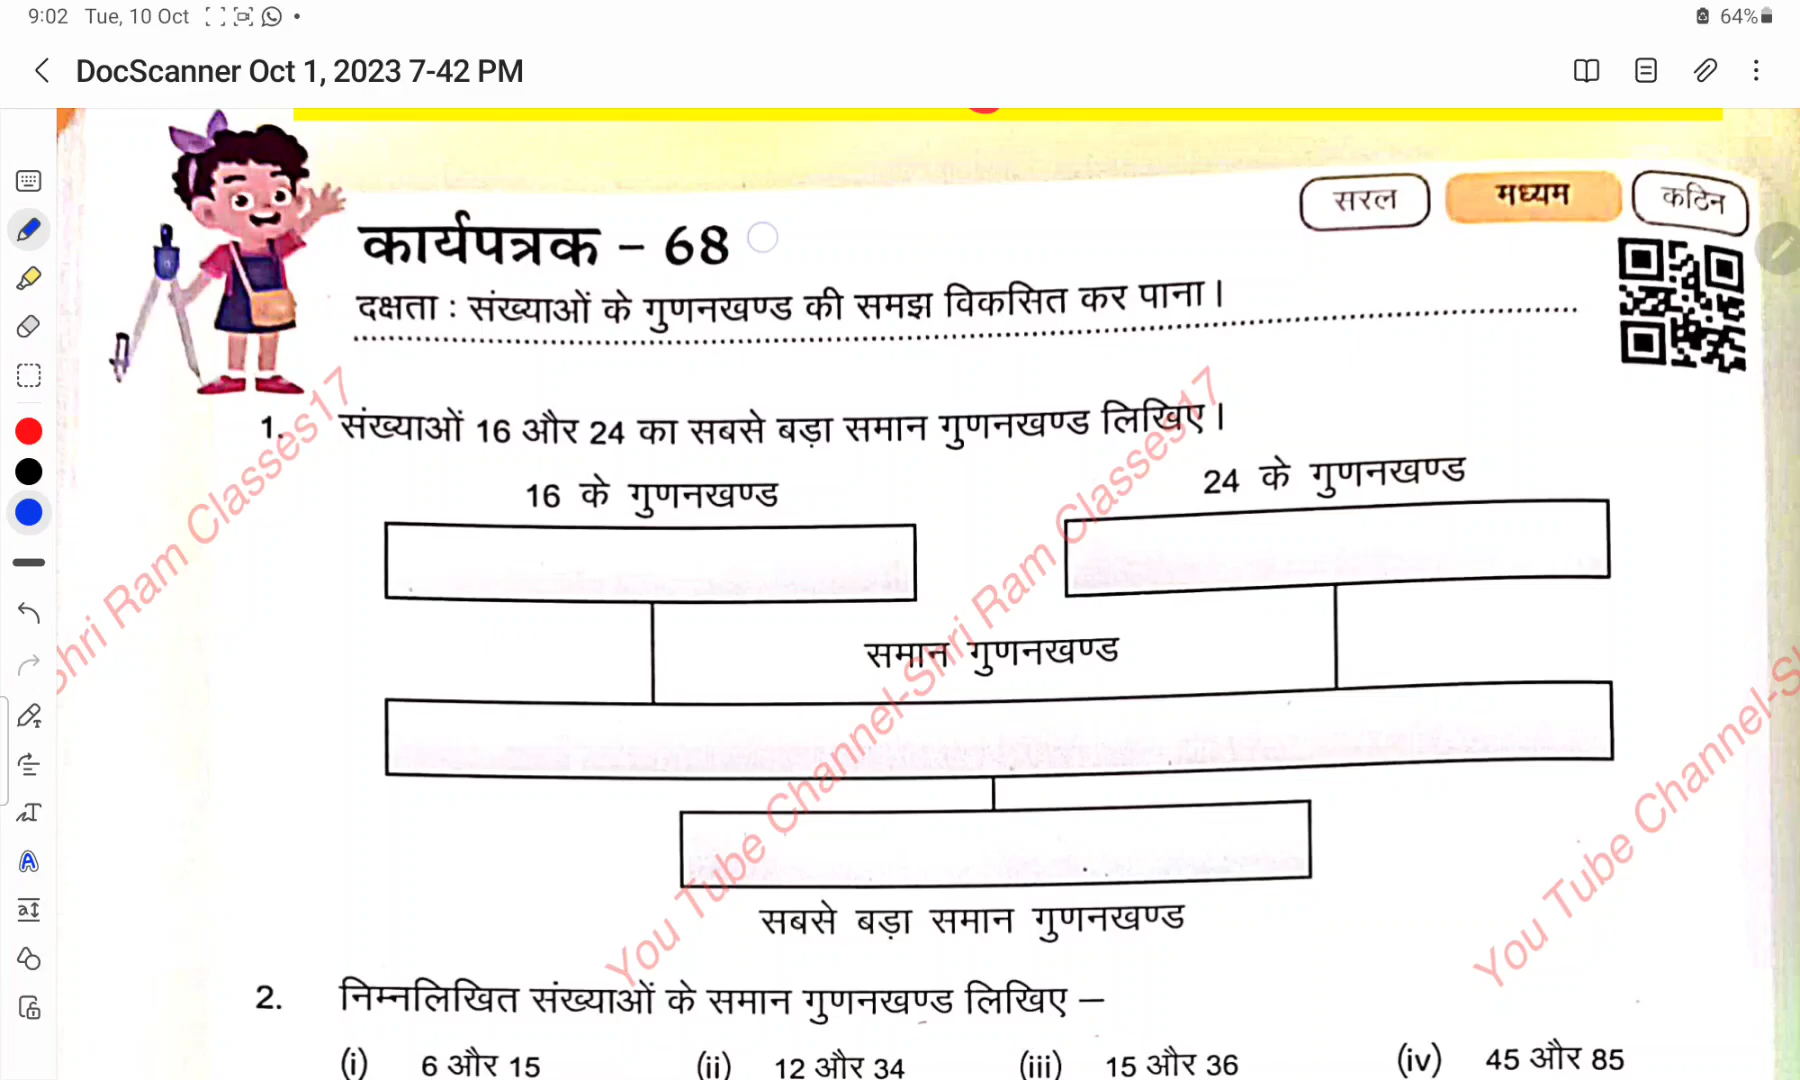 9:02 Tue, 10 Oct
64%
DocScanner Oct 1, 2023 7-42 PM
सरल
मध्यम
कठिन
कार्यपत्रक – 68
दक्षता : संख्याओं के गुणनखण्ड की समझ विकसित कर पाना।
1. संख्याओं 16 और 24 का सबसे बड़ा समान गुणनखण्ड लिखिए।
16 के गुणनखण्ड
24 के गुणनखण्ड
समान गुणनखण्ड
सबसे बड़ा समान गुणनखण्ड
2. निम्नलिखित संख्याओं के समान गुणनखण्ड लिखिए –
(i) 6 और 15 (ii) 12 और 34 (iii) 15 और 36 (iv) 45 और 85
You Tube Channel-Shri Ram Classes17
You Tube Channel-S
Shri Ram Classes17